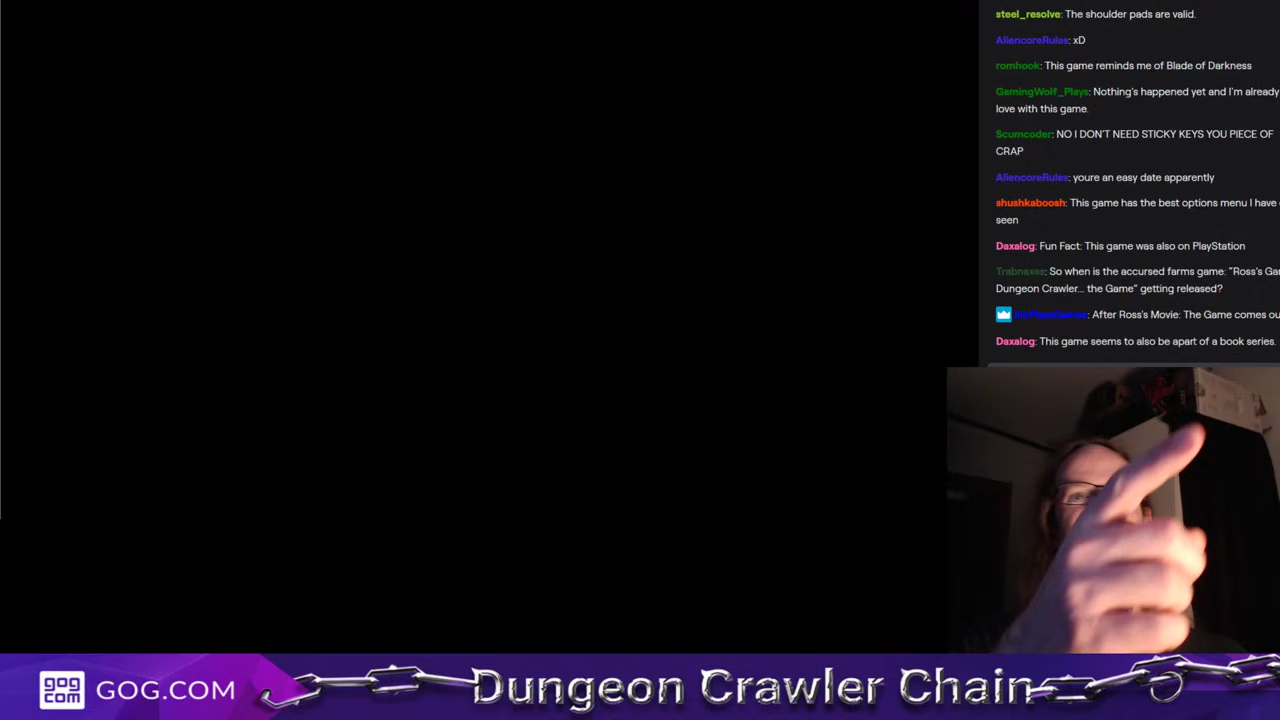 steel_resolve: The shoulder pads are valid.
AliencoreRules: xD
romhook: This game reminds me of Blade of Darkness
GamingWolf_Plays: Nothing's happened yet and I'm already
love with this game.
Scumcoder: NO I DON'T NEED STICKY KEYS YOU PIECE OF
CRAP
AliencoreRules: youre an easy date apparently
shushkaboosh: This game has the best options menu I have
seen
Daxalog: Fun Fact: This game was also on PlayStation
Trabnaxes: So when is the accursed farms game: "Ross's Ga
Dungeon Crawler... the Game" getting released?
: After Ross's Movie: The Game comes ou
Daxalog: This game seems to also be apart of a book series.
gog
com
GOG.COM
Dungeon Crawler Chain